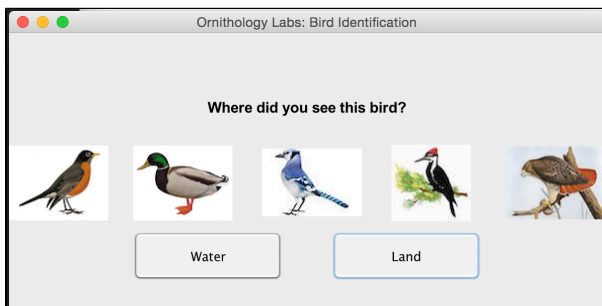 Ornithology Labs: Bird Identification
Where did you see this bird?
Water
Land